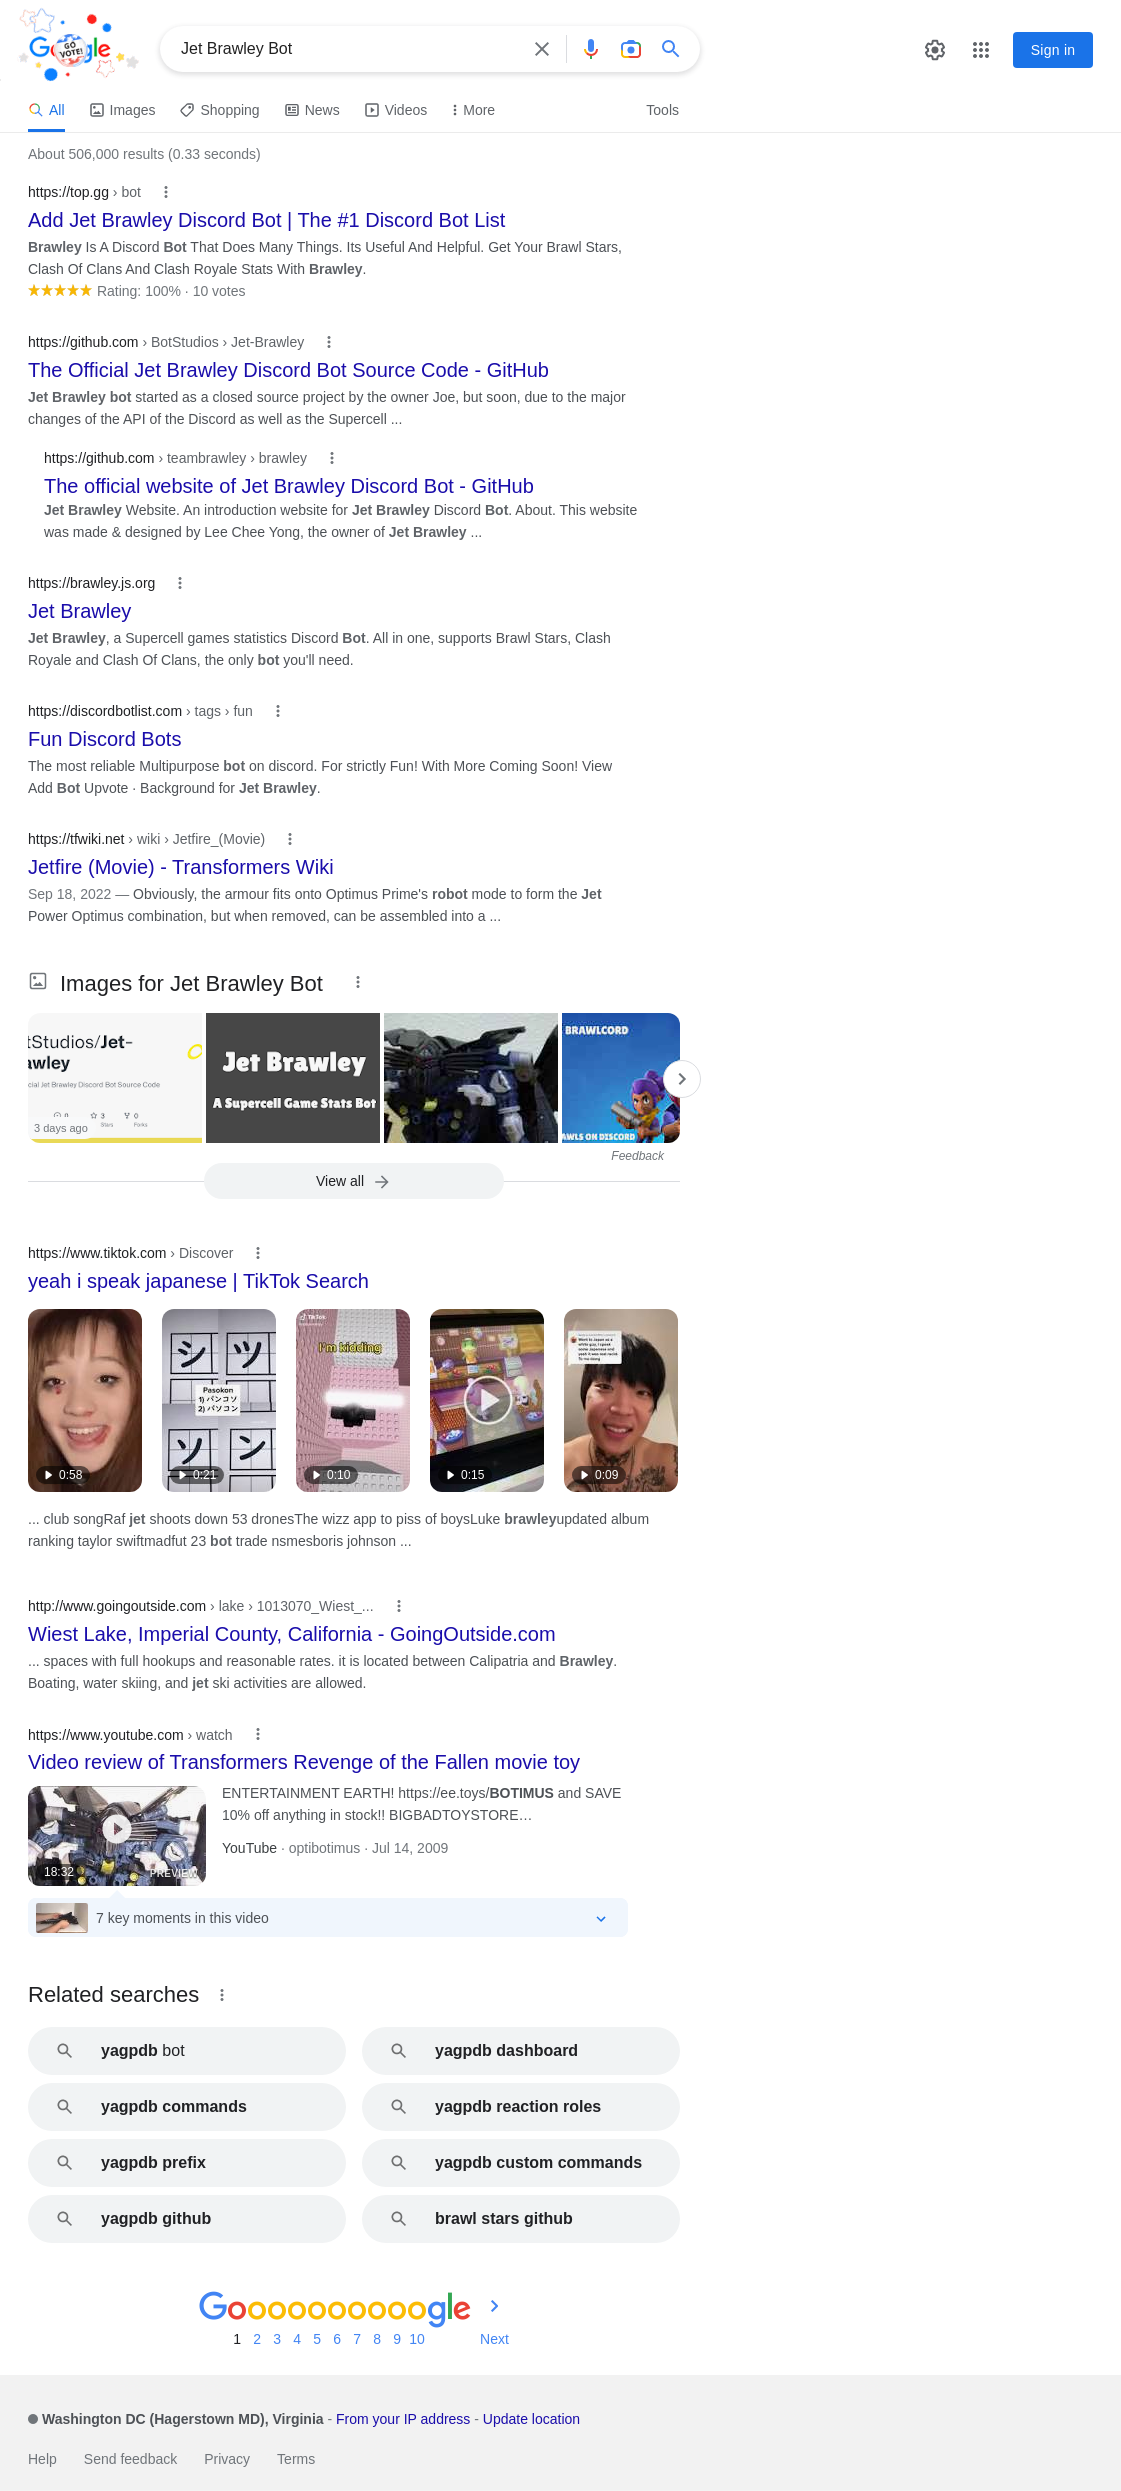 GO VOTE!
Jet Brawley Bot
Sign in
All
Images
Shopping
News
Videos
More
Tools
About 506,000 results (0.33 seconds)
https://top.gg › bot
Add Jet Brawley Discord Bot | The #1 Discord Bot List
Brawley Is A Discord Bot That Does Many Things. Its Useful And Helpful. Get Your Brawl Stars,
Clash Of Clans And Clash Royale Stats With Brawley.
Rating: 100% · 10 votes
https://github.com › BotStudios › Jet-Brawley
The Official Jet Brawley Discord Bot Source Code - GitHub
Jet Brawley bot started as a closed source project by the owner Joe, but soon, due to the major
changes of the API of the Discord as well as the Supercell ...
https://github.com › teambrawley › brawley
The official website of Jet Brawley Discord Bot - GitHub
Jet Brawley Website. An introduction website for Jet Brawley Discord Bot. About. This website
was made & designed by Lee Chee Yong, the owner of Jet Brawley ...
https://brawley.js.org
Jet Brawley
Jet Brawley, a Supercell games statistics Discord Bot. All in one, supports Brawl Stars, Clash
Royale and Clash Of Clans, the only bot you'll need.
https://discordbotlist.com › tags › fun
Fun Discord Bots
The most reliable Multipurpose bot on discord. For strictly Fun! With More Coming Soon! View
Add Bot Upvote · Background for Jet Brawley.
https://tfwiki.net › wiki › Jetfire_(Movie)
Jetfire (Movie) - Transformers Wiki
Sep 18, 2022 — Obviously, the armour fits onto Optimus Prime's robot mode to form the Jet
Power Optimus combination, but when removed, can be assembled into a ...
Images for Jet Brawley Bot
tStudios/Jet-
awley
cial Jet Brawley Discord Bot Source Code
0
3
Stars
0
Forks
3 days ago
Jet Brawley
A Supercell Game Stats Bot
BRAWLCORD
AWLS ON DISCORD
Feedback
View all
https://www.tiktok.com › Discover
yeah i speak japanese | TikTok Search
0:58
シ ツ
Pasokon
1) パンコソ
2) パソコン
ソ ン
0:21
TikTok
I'm kidding
0:10
0:15
0:09
... club songRaf jet shoots down 53 dronesThe wizz app to piss of boysLuke brawleyupdated album
ranking taylor swiftmadfut 23 bot trade nsmesboris johnson ...
http://www.goingoutside.com › lake › 1013070_Wiest_...
Wiest Lake, Imperial County, California - GoingOutside.com
... spaces with full hookups and reasonable rates. it is located between Calipatria and Brawley.
Boating, water skiing, and jet ski activities are allowed.
https://www.youtube.com › watch
Video review of Transformers Revenge of the Fallen movie toy
18:32
PREVIEW
ENTERTAINMENT EARTH! https://ee.toys/BOTIMUS and SAVE
10% off anything in stock!! BIGBADTOYSTORE…
YouTube · optibotimus · Jul 14, 2009
7 key moments in this video
Related searches
yagpdb bot
yagpdb dashboard
yagpdb commands
yagpdb reaction roles
yagpdb prefix
yagpdb custom commands
yagpdb github
brawl stars github
Goooooooooogle
1 2 3 4 5 6 7 8 9 10 Next
Washington DC (Hagerstown MD), Virginia - From your IP address - Update location
Help
Send feedback
Privacy
Terms